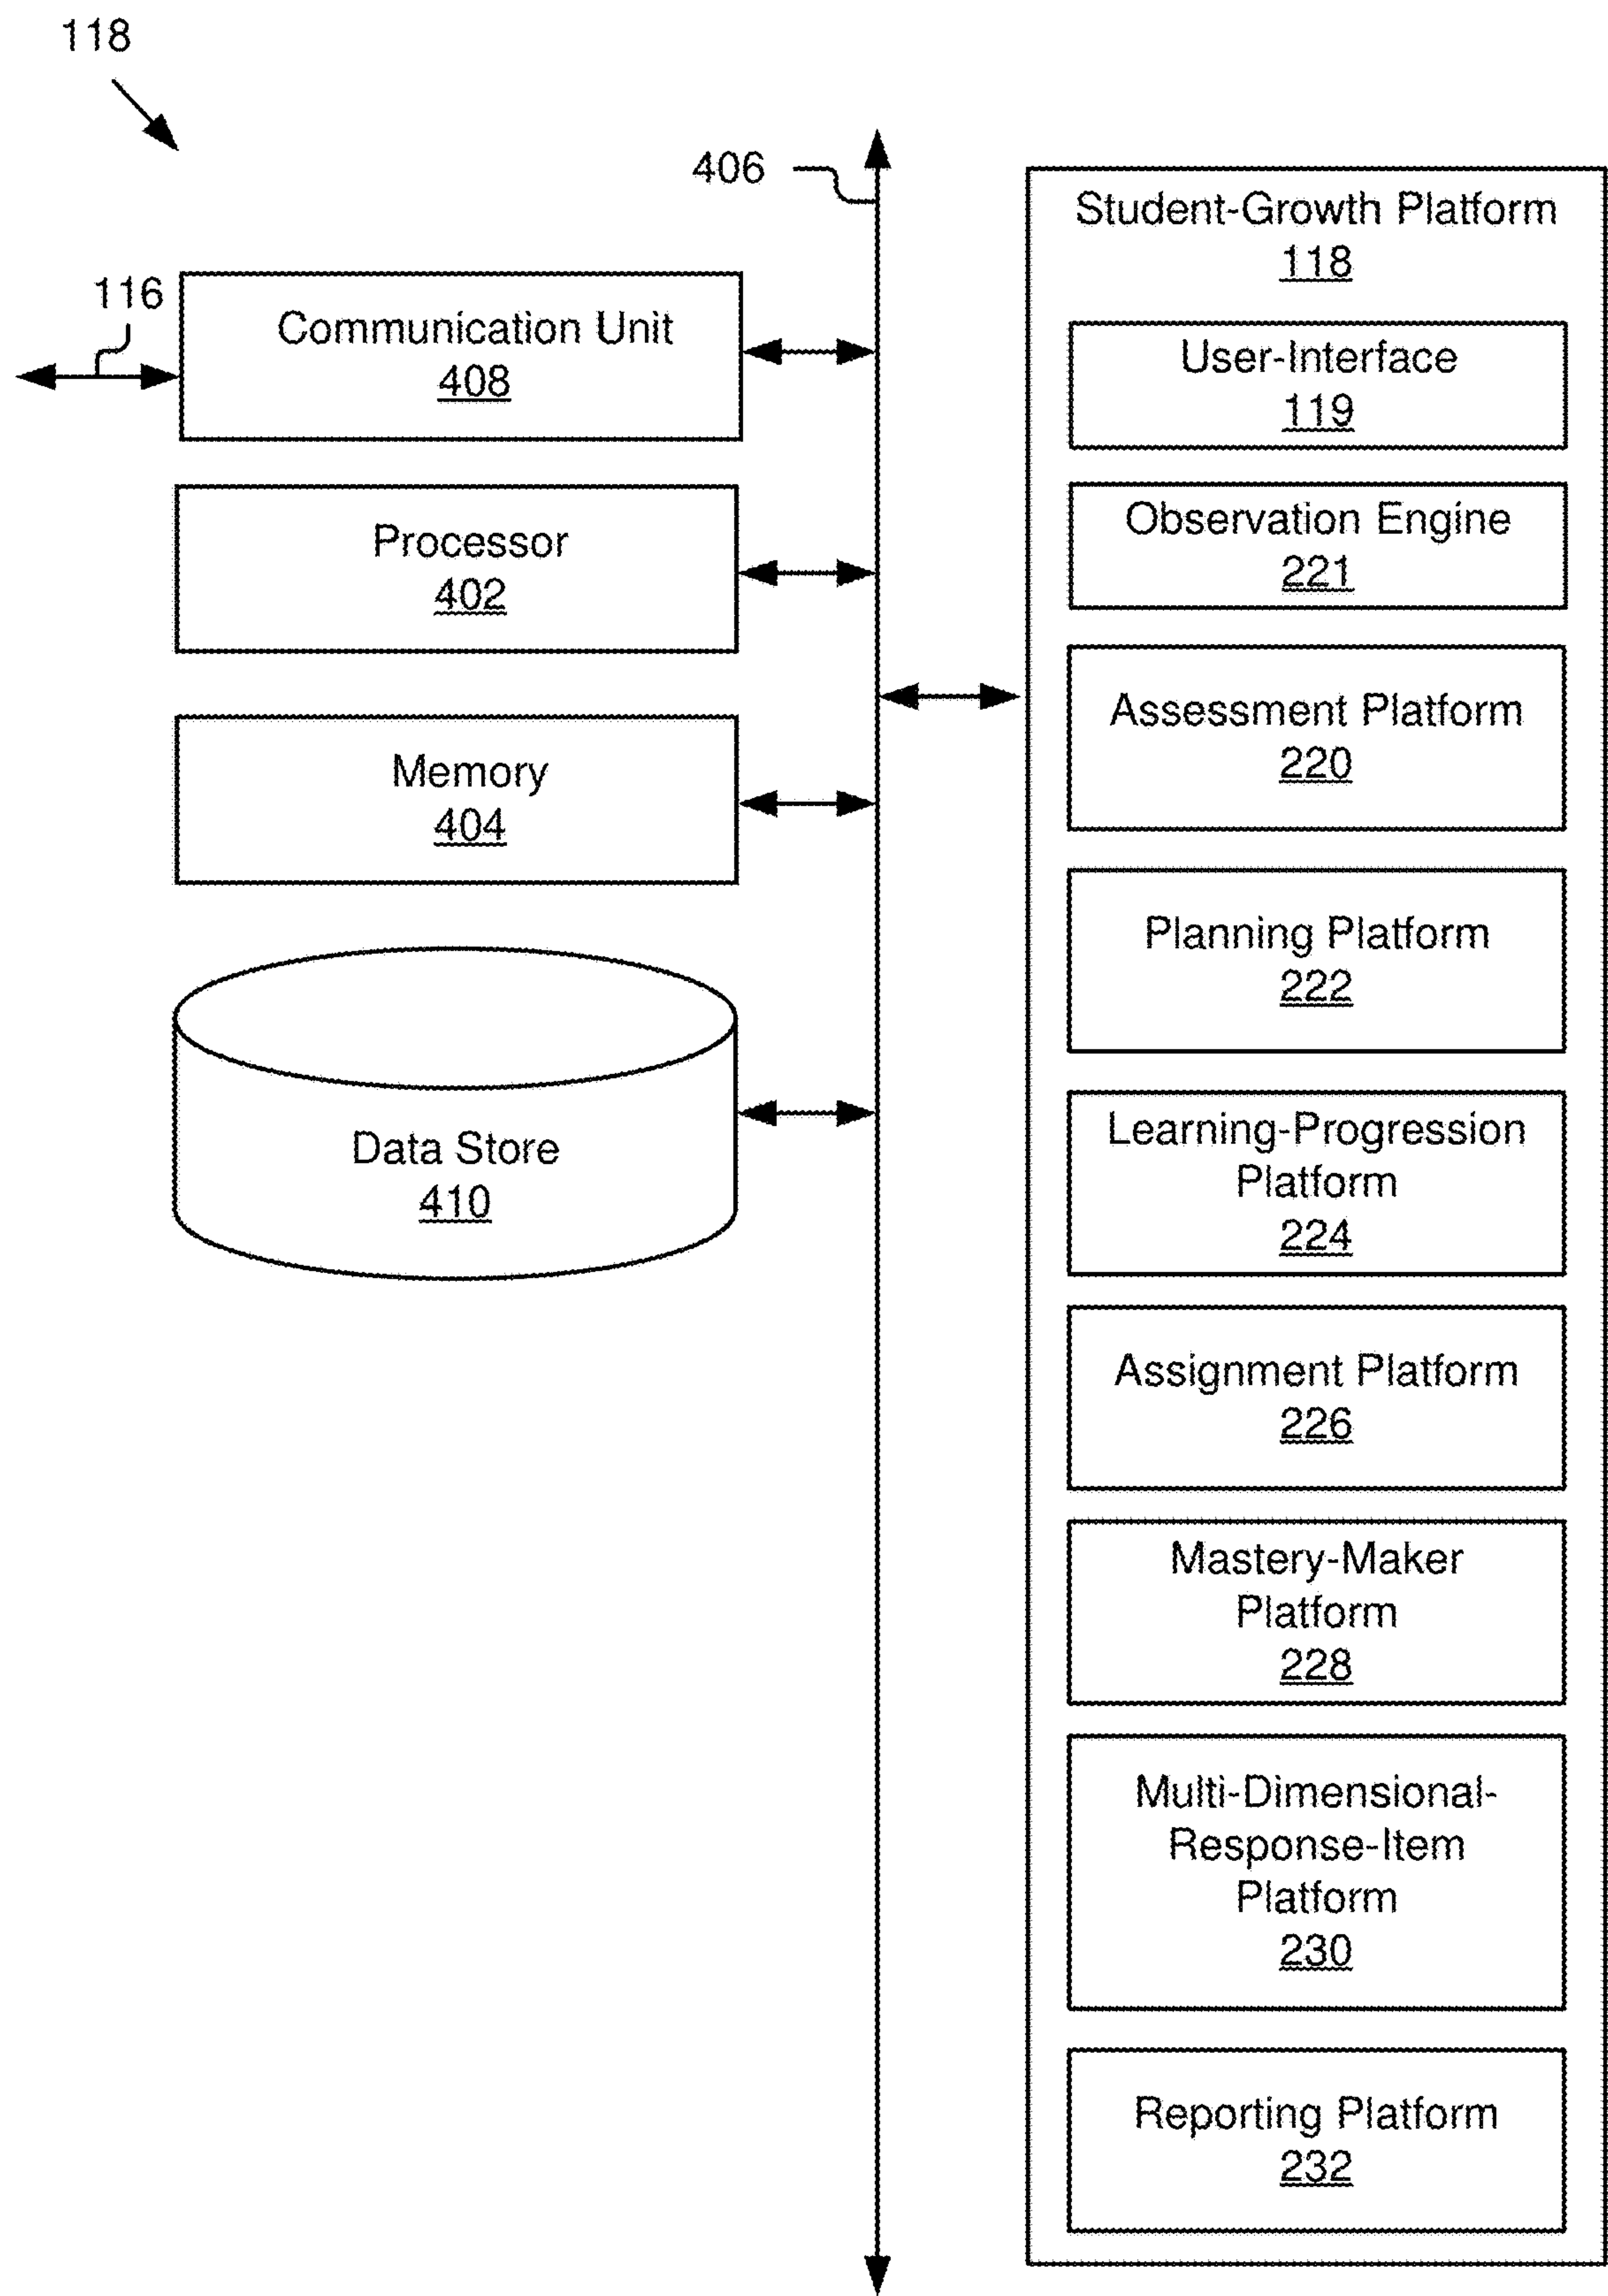 118
406
116
Communication Unit
408
Processor
402
Memory
404
Data Store
410
Student-Growth Platform
118
User-Interface
119
Observation Engine
221
Assessment Platform
220
Planning Platform
222
Learning-Progression
Platform
224
Assignment Platform
226
Mastery-Maker
Platform
228
Multi-Dimensional-
Response-Item
Platform
230
Reporting Platform
232